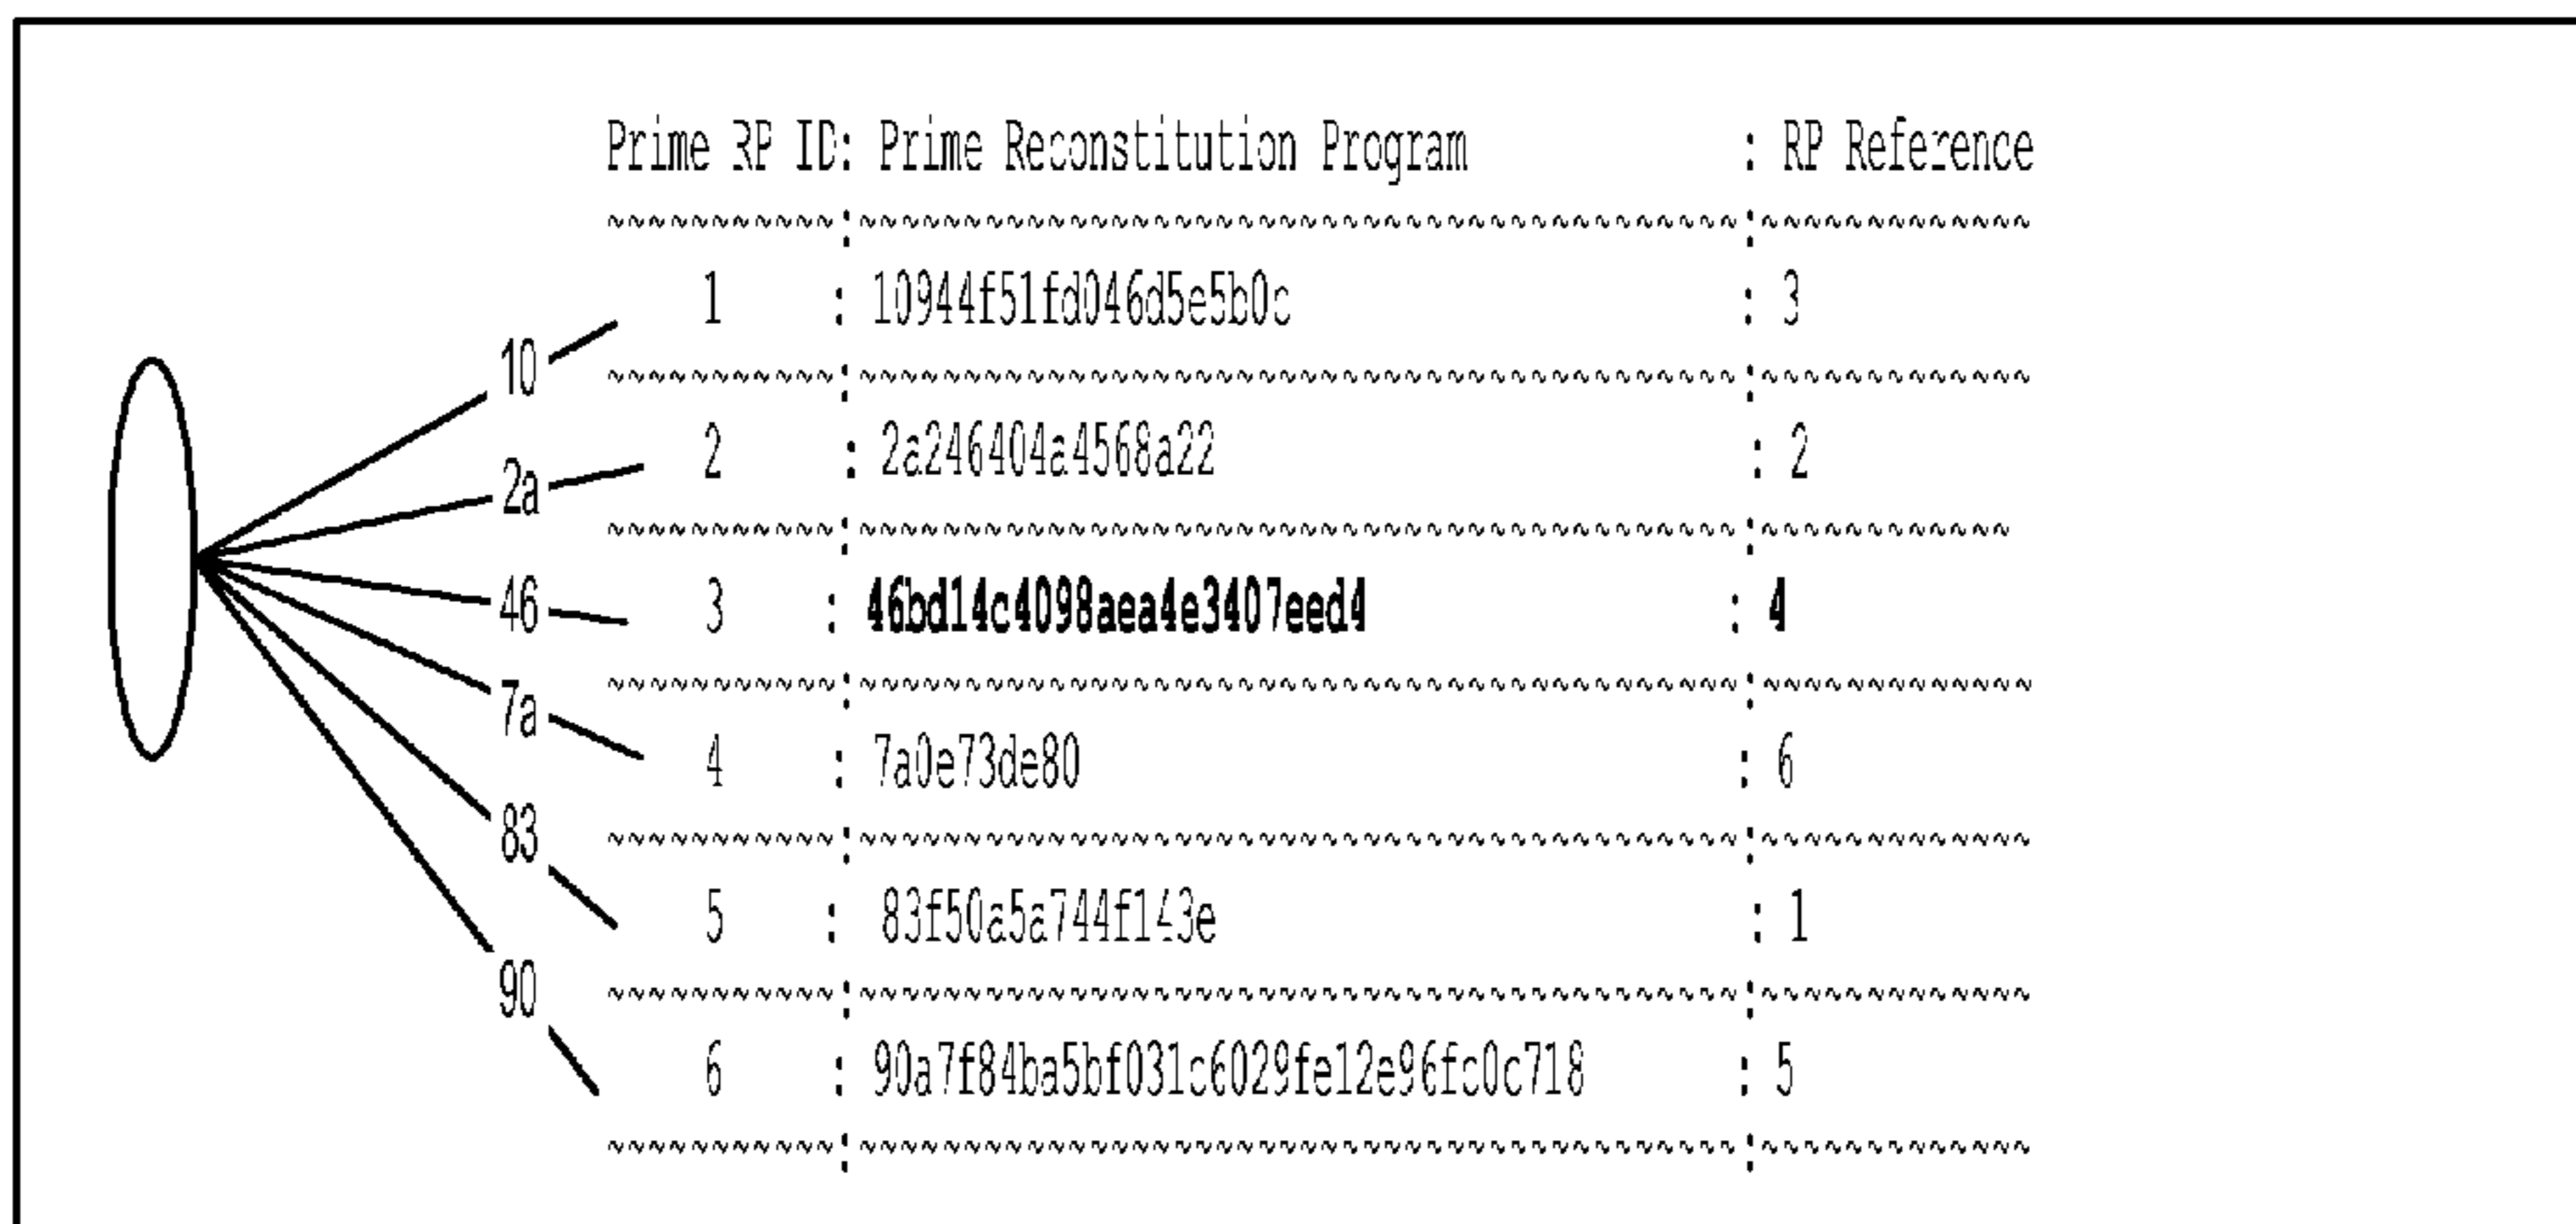 Prime RP ID: Prime Reconstitution Program : RP Reference
~~~~~~~~~~~:~~~~~~~~~~~~~~~~~~~~~~~~~~~~~~~~~~~~~~:~~~~~~~~~~~~~
10 1 : 10944f51fd046d5e5b0c : 3
~~~~~~~~~~~:~~~~~~~~~~~~~~~~~~~~~~~~~~~~~~~~~~~~~~:~~~~~~~~~~~~~
2a 2 : 2a246404a4568a22 : 2
~~~~~~~~~~~:~~~~~~~~~~~~~~~~~~~~~~~~~~~~~~~~~~~~~~:~~~~~~~~~~~~
46 3 : 46bd14c4098aea4e3407eed4 : 4
~~~~~~~~~~~:~~~~~~~~~~~~~~~~~~~~~~~~~~~~~~~~~~~~~~:~~~~~~~~~~~~~
7a 4 : 7a0e73de80 : 6
~~~~~~~~~~~:~~~~~~~~~~~~~~~~~~~~~~~~~~~~~~~~~~~~~~:~~~~~~~~~~~~~
83 5 : 83f50a5a744f143e : 1
~~~~~~~~~~~:~~~~~~~~~~~~~~~~~~~~~~~~~~~~~~~~~~~~~~:~~~~~~~~~~~~~
90 6 : 90a7f84ba5bf031c6029fe12e96fc0c718 : 5
~~~~~~~~~~~:~~~~~~~~~~~~~~~~~~~~~~~~~~~~~~~~~~~~~~:~~~~~~~~~~~~~